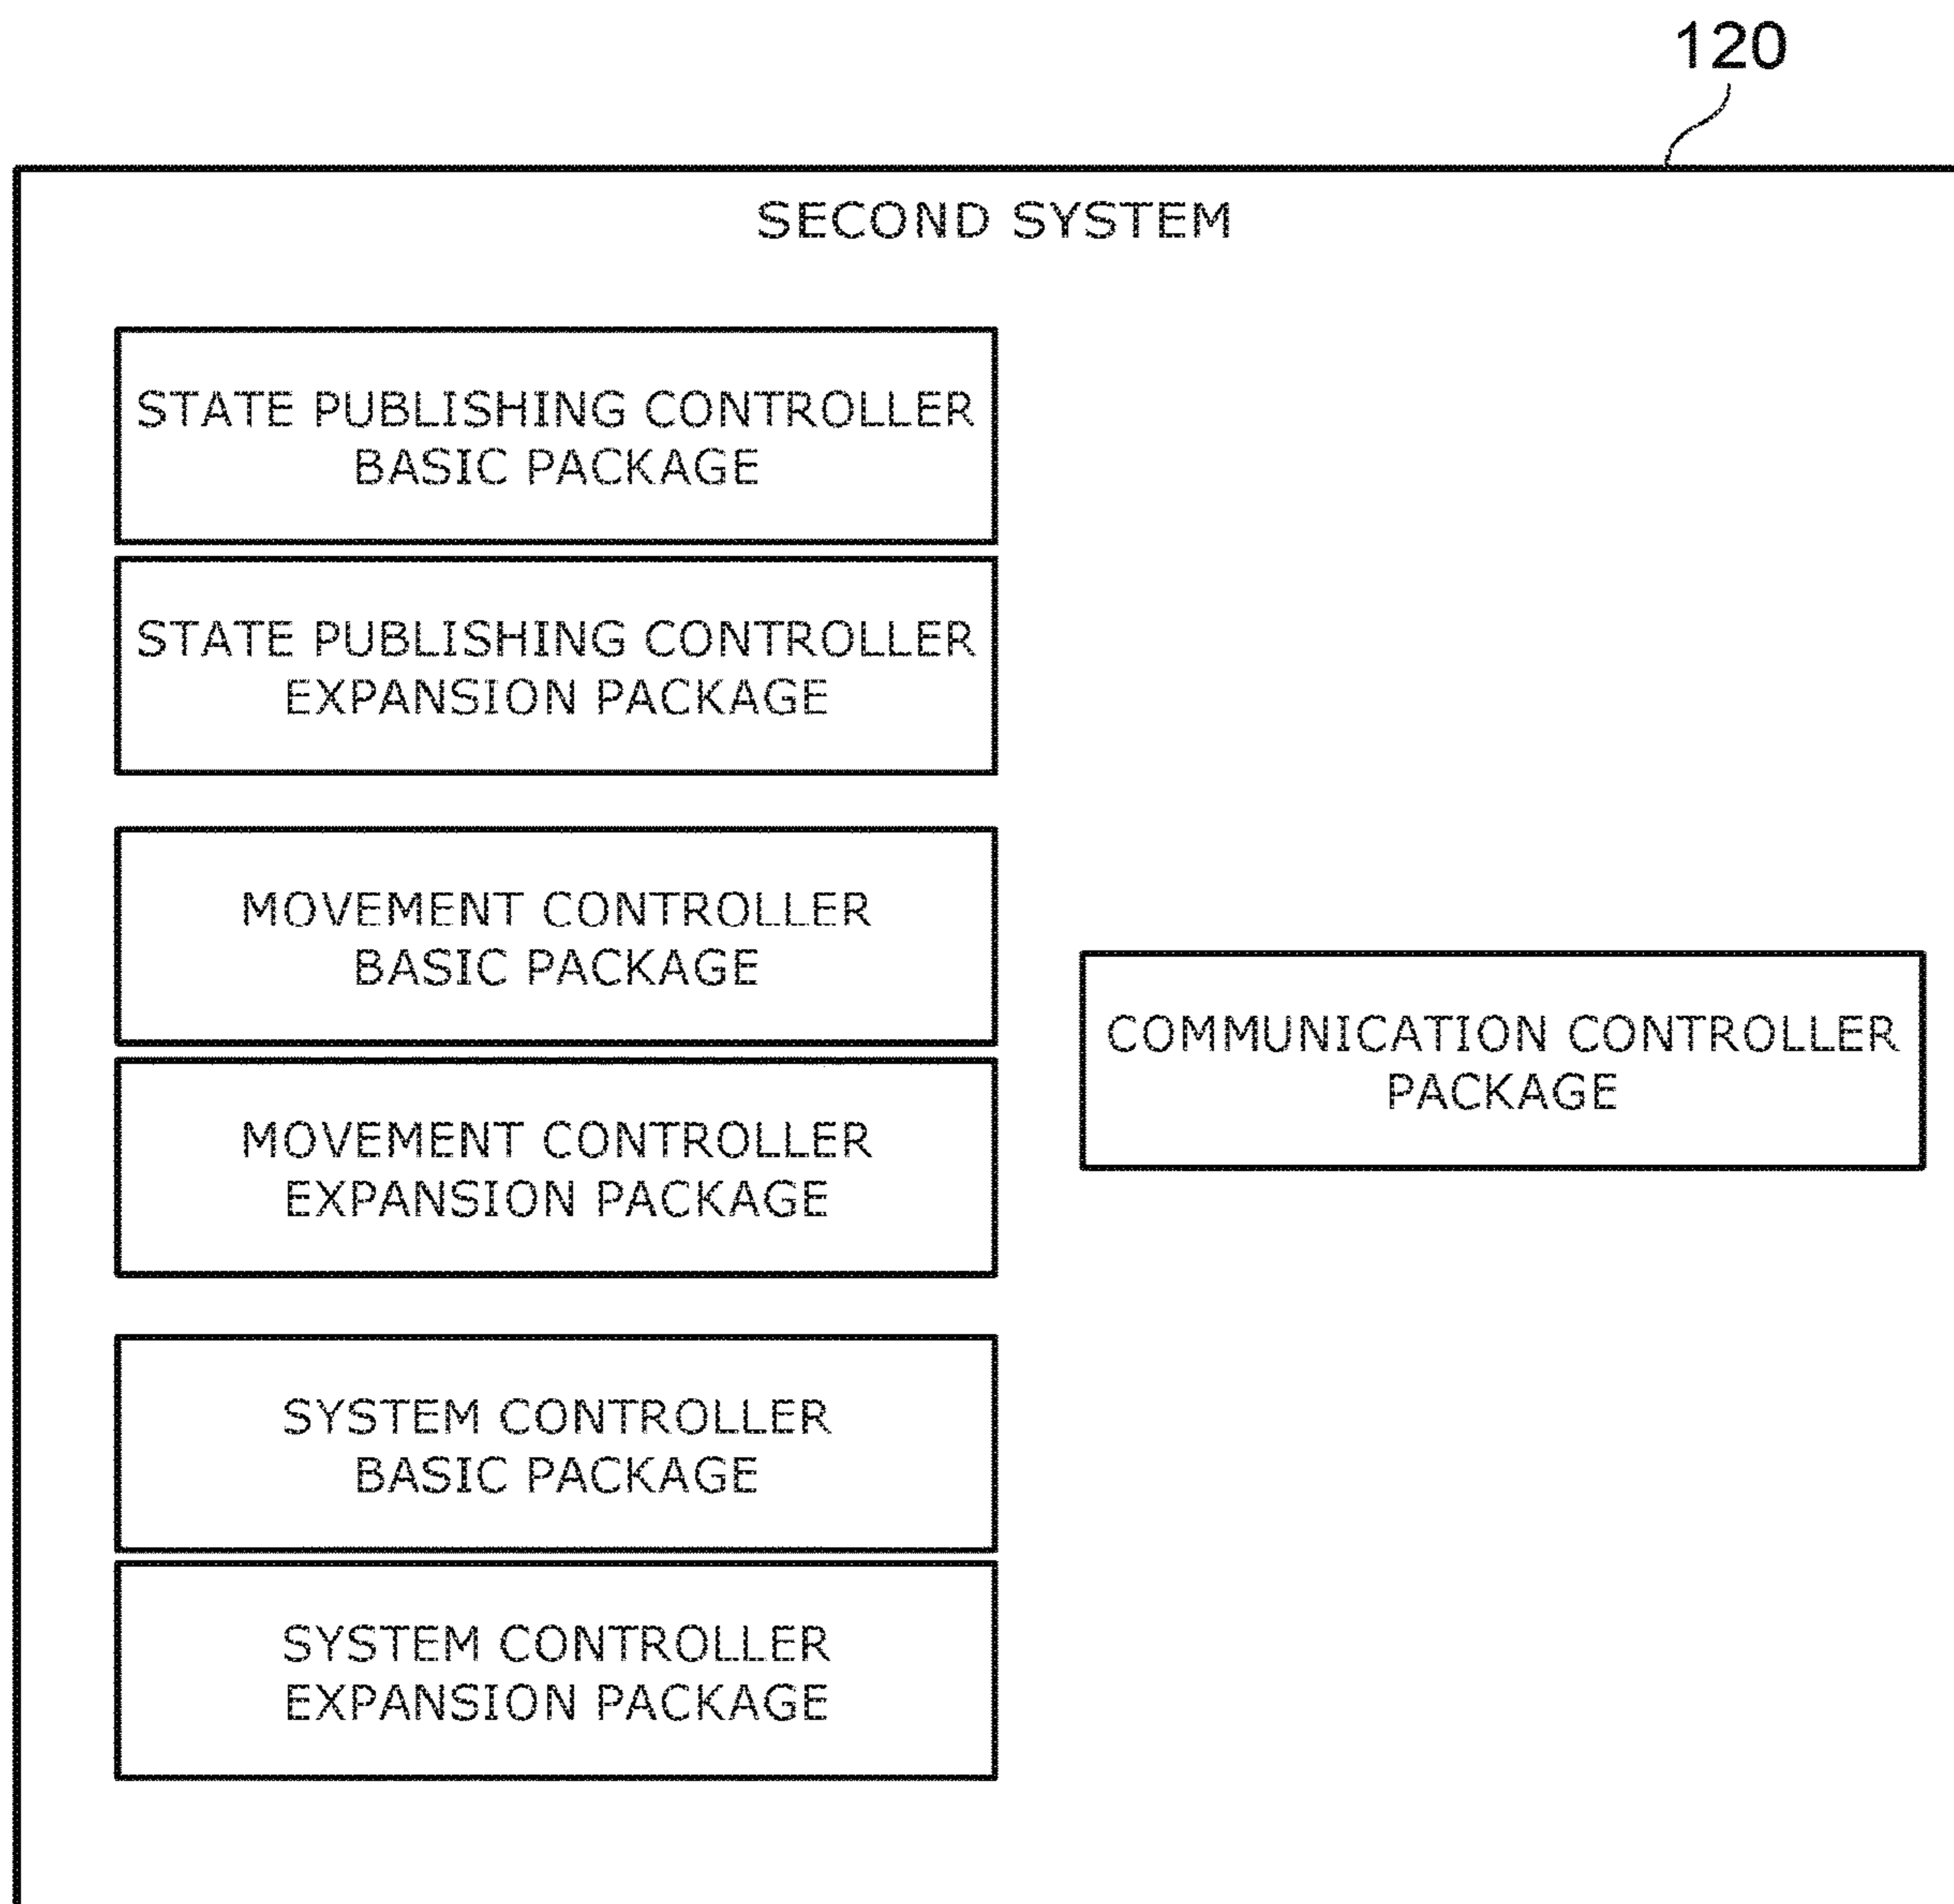 120
SECOND SYSTEM
STATE PUBLISHING CONTROLLER
BASIC PACKAGE
STATE PUBLISHING CONTROLLER
EXPANSION PACKAGE
MOVEMENT CONTROLLER
BASIC PACKAGE
MOVEMENT CONTROLLER
EXPANSION PACKAGE
SYSTEM CONTROLLER
BASIC PACKAGE
SYSTEM CONTROLLER
EXPANSION PACKAGE
COMMUNICATION CONTROLLER
PACKAGE